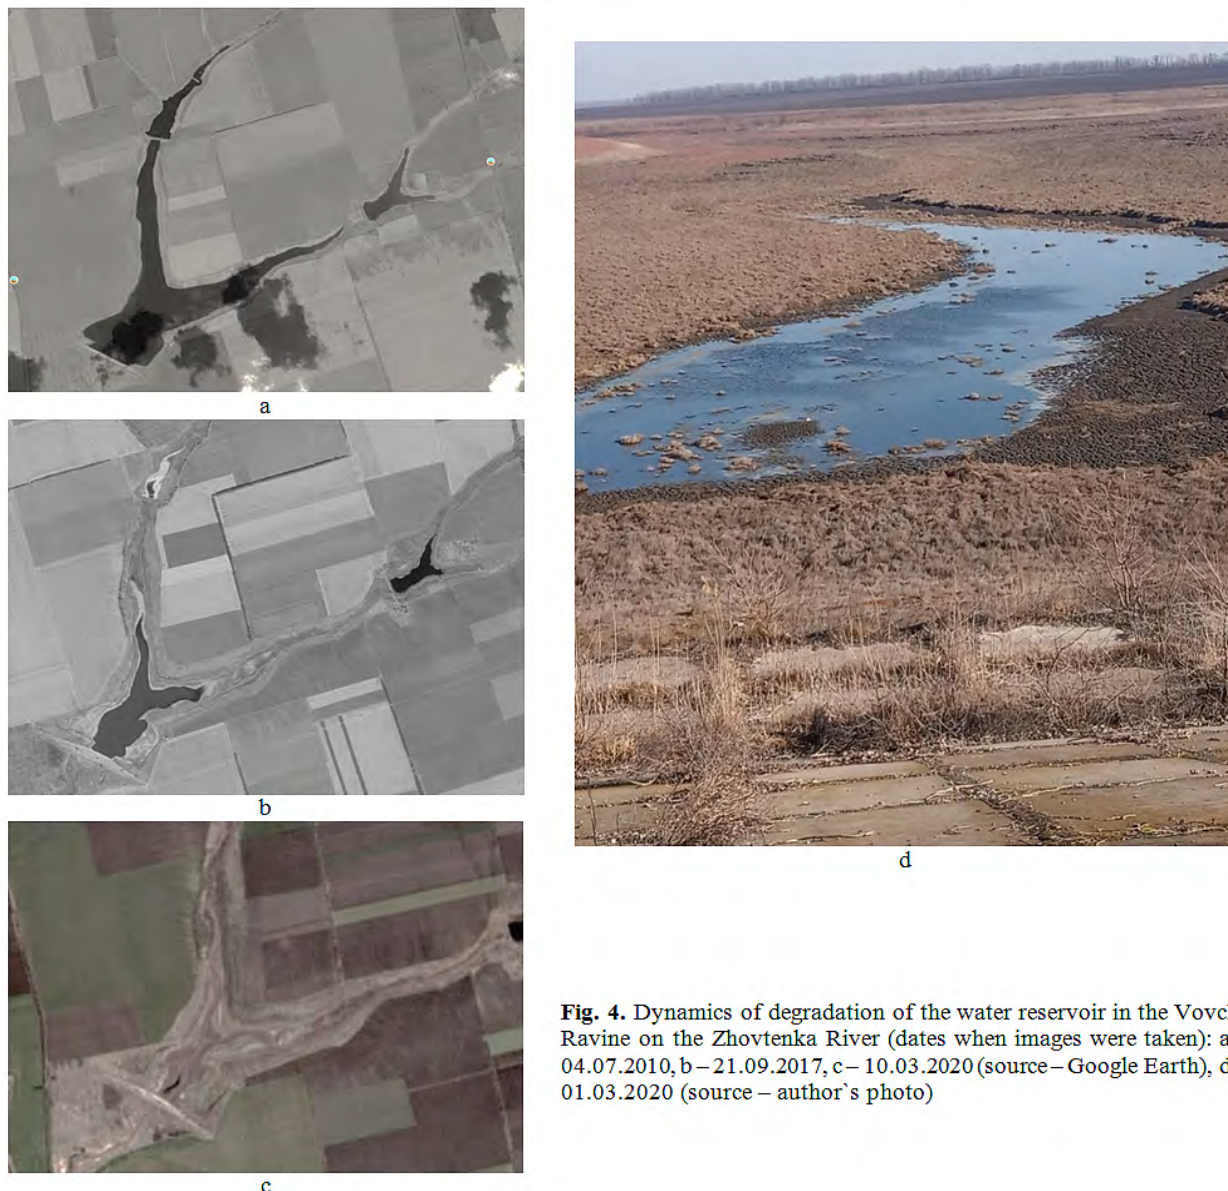 a
b
c
d
Fig. 4. Dynamics of degradation of the water reservoir in the
Ravine on the Zhovtenka River (dates when images were taken): a
04.07.2010, b – 21.09.2017, c – 10.03.2020 (source – Google Earth), d
01.03.2020 (source – author`s photo)